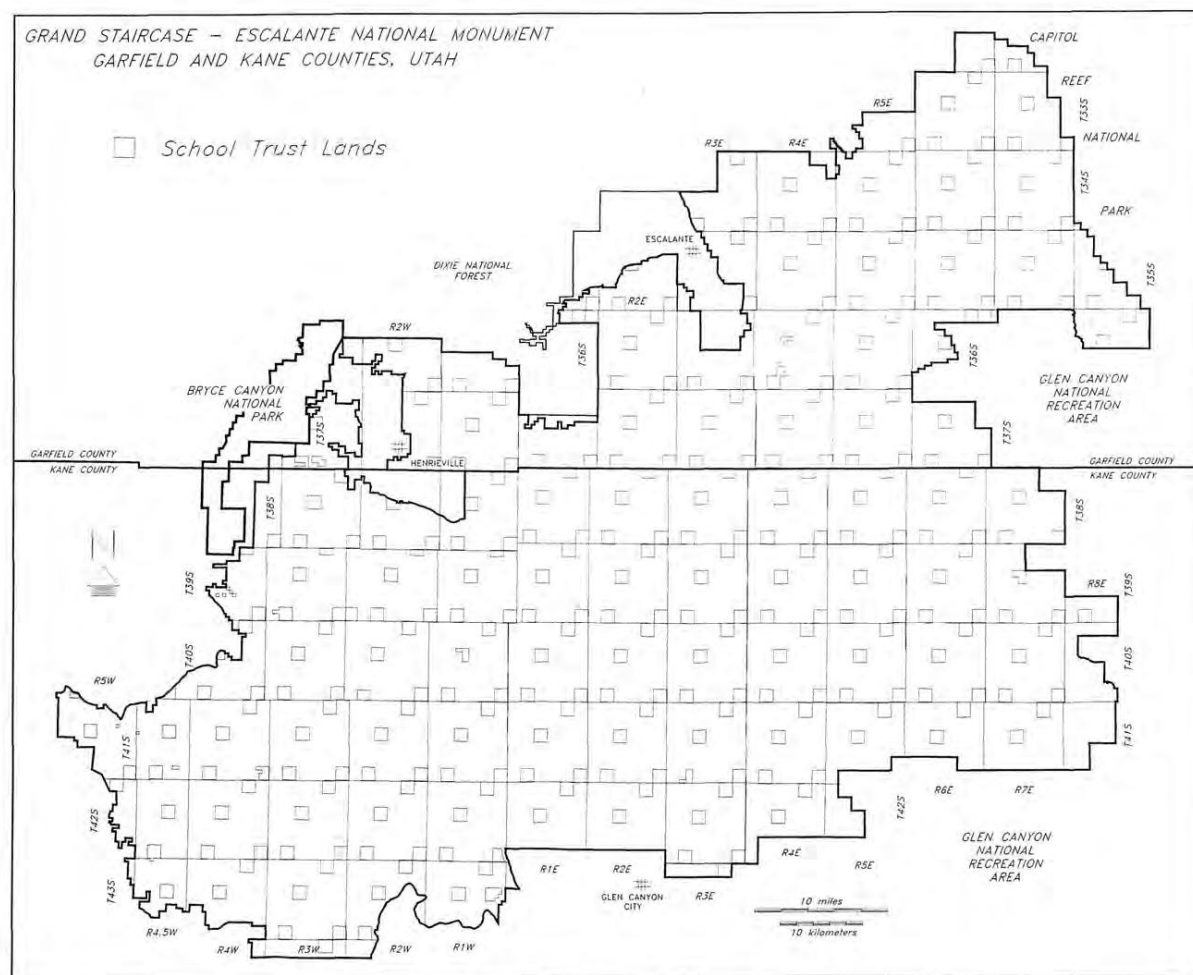 GRAND STAIRCASE – ESCALANTE NATIONAL MONUMENT
GARFIELD AND KANE COUNTIES, UTAH
School Trust Lands
CAPITOL
REEF
NATIONAL
PARK
T33S
T34S
T35S
R5E
R3E
R4E
ESCALANTE
DIXIE NATIONAL
FOREST
R2E
R2W
T36S
T36S
BRYCE CANYON
NATIONAL
PARK
T37S
GLEN CANYON
NATIONAL
RECREATION
AREA
T37S
HENRIEVILLE
GARFIELD COUNTY
KANE COUNTY
GARFIELD COUNTY
KANE COUNTY
T38S
T38S
T39S
R8E
T39S
T40S
T40S
R5W
T41S
T41S
T42S
T42S
R6E
R7E
T43S
GLEN CANYON
NATIONAL
RECREATION
AREA
R1E
R2E
R4E
R5E
GLEN CANYON
CITY
R3E
10 miles
10 kilometers
R4.5W
R4W
R3W
R2W
R1W
N